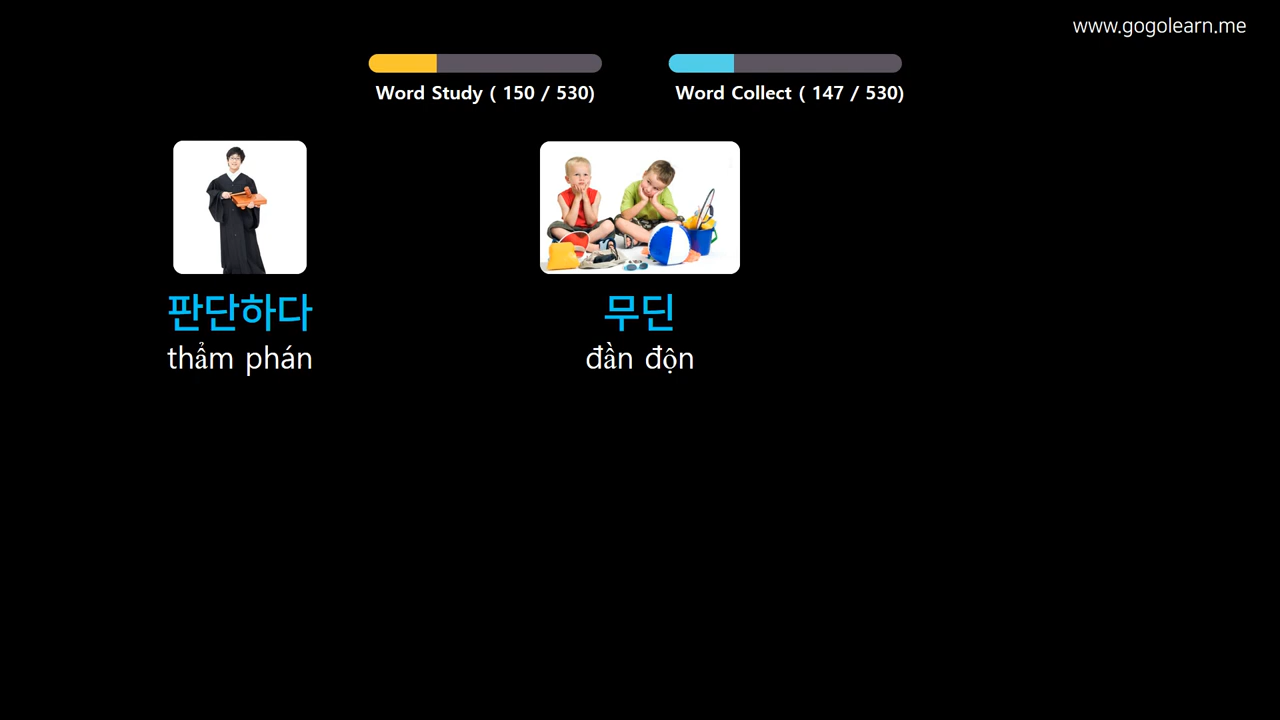 www.gogolearn.me
Word Study ( 150 / 530)
Word Collect ( 147 / 530)
판단하다
무딘
thẩm phán
đần độn